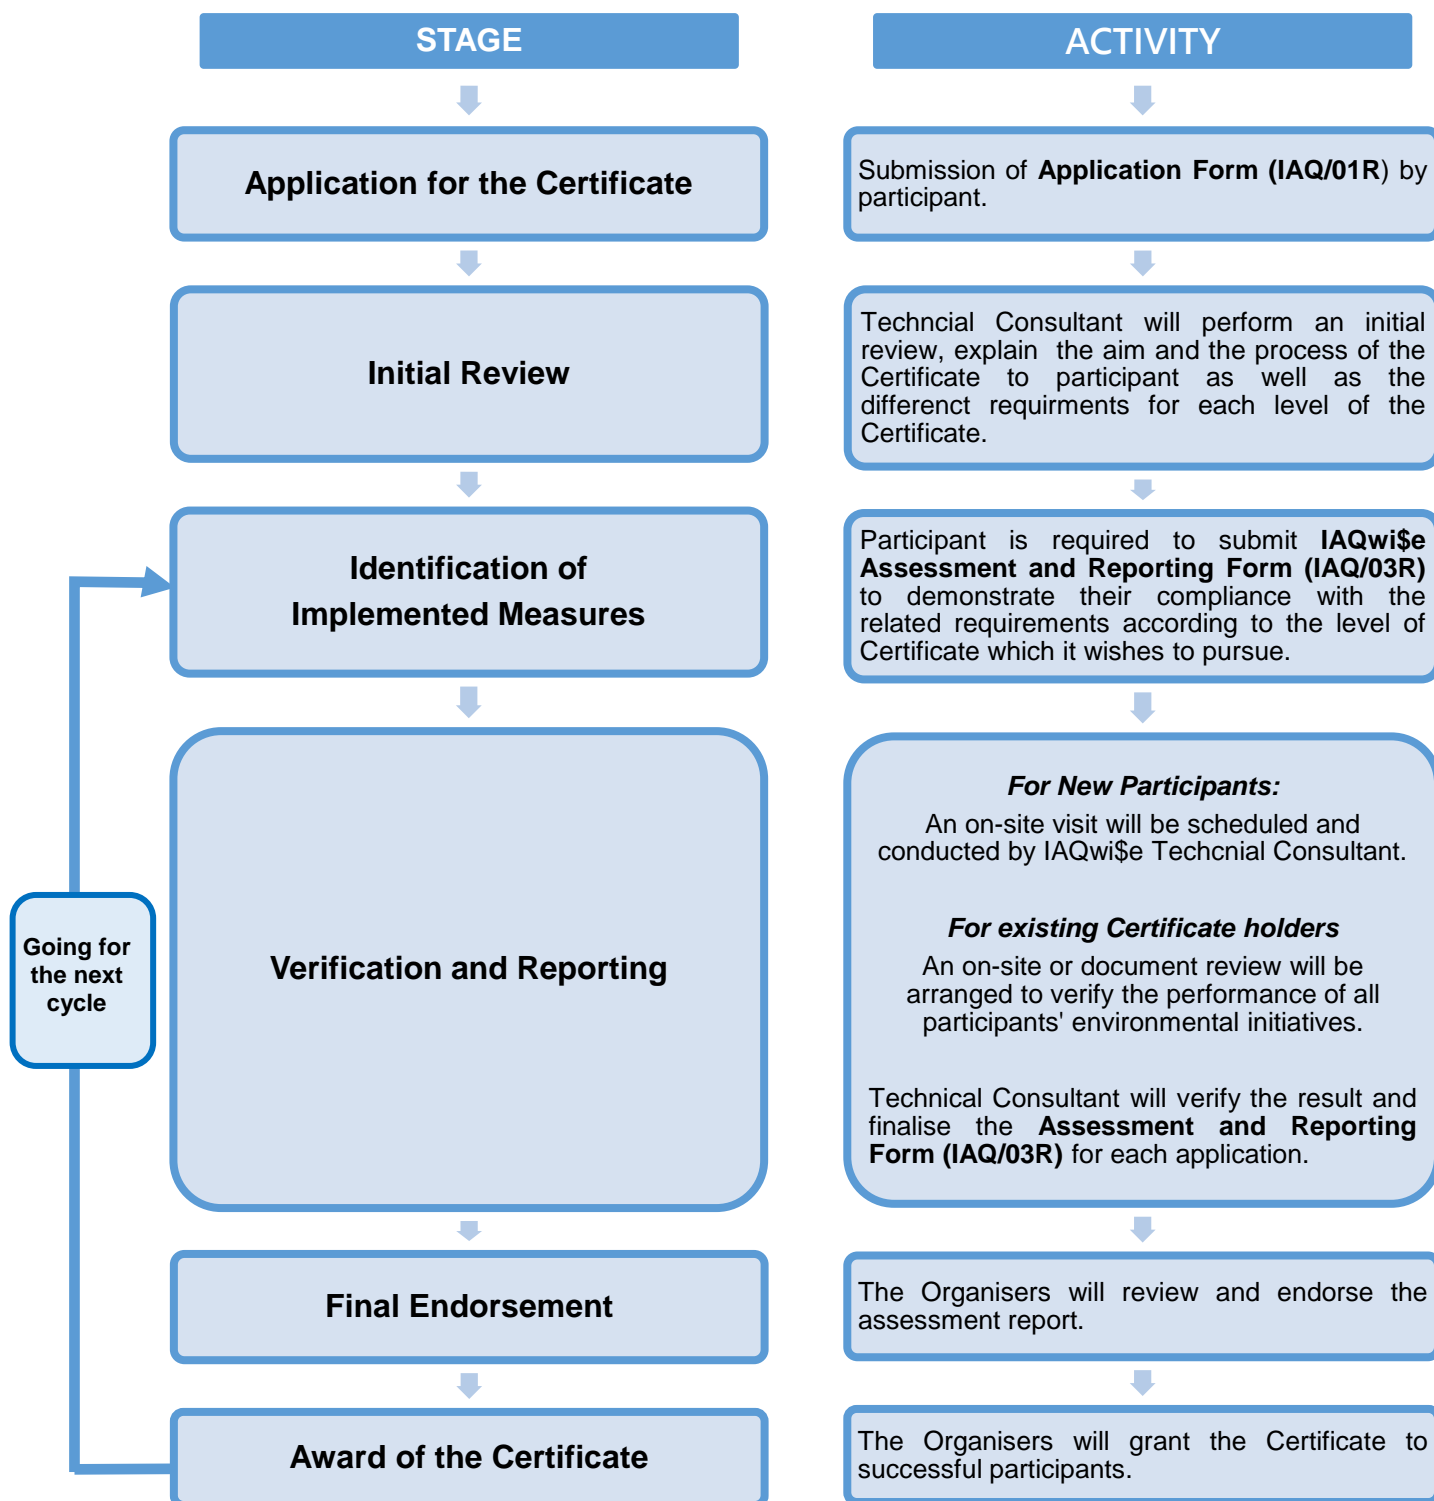 STAGE
ACTIVITY
Application for the Certificate
Submission of Application Form (IAQ/01R) by
participant.
Initial Review
Techncial Consultant will perform an initial
review, explain the aim and the process of the
Certificate to participant as well as the
differenct requirments for each level of the
Certificate.
Identification of
Implemented Measures
Participant is required to submit IAQwi$e
Assessment and Reporting Form (IAQ/03R)
to demonstrate their compliance with the
related requirements according to the level of
Certificate which it wishes to pursue.
Going for
the next
cycle
Verification and Reporting
For New Participants:
An on-site visit will be scheduled and
conducted by IAQwi$e Techcnial Consultant.
For existing Certificate holders
An on-site or document review will be
arranged to verify the performance of all
participants' environmental initiatives.
Technical Consultant will verify the result and
finalise the Assessment and Reporting
Form (IAQ/03R) for each application.
Final Endorsement
The Organisers will review and endorse the
assessment report.
Award of the Certificate
The Organisers will grant the Certificate to
successful participants.